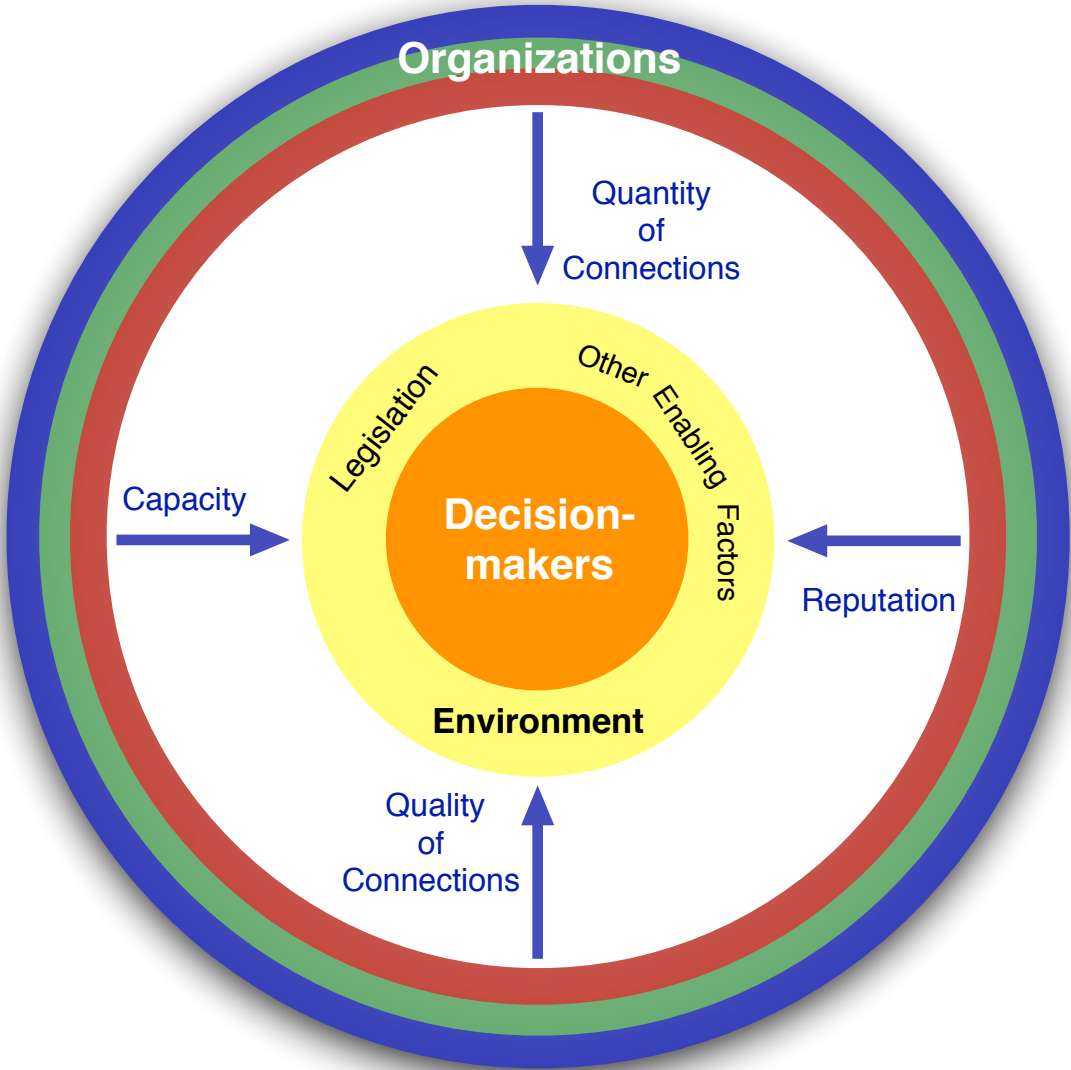 Organizations
Quantity
of
Connections
Other Enabling Factors
Legislation
Capacity
Decision-
makers
Reputation
Environment
Quality
of
Connections